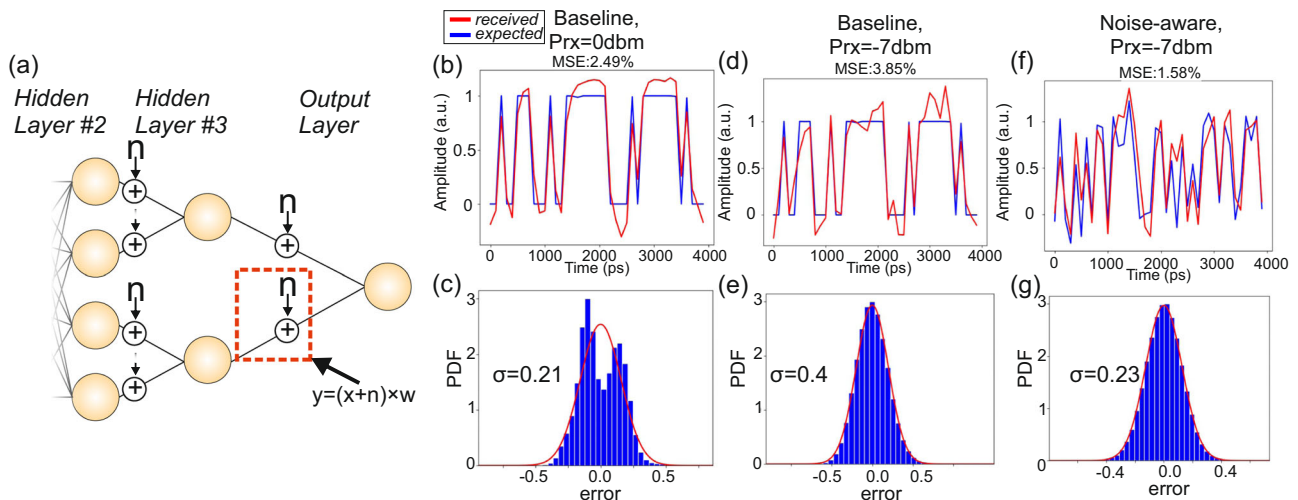 received
expected
Baseline,
Prx=0dbm
MSE:2.49%
Baseline,
Prx=-7dbm
MSE:3.85%
Noise-aware,
Prx=-7dbm
MSE:1.58%
(a)
Hidden
Layer #2
Hidden
Layer #3
Output
Layer
n
n
n
n
+
+
+
+
+
+
y=(x+n)×w
(b)
Amplitude (a.u.)
1
0.5
0
0 1000 2000 3000 4000
Time (ps)
(d)
Amplitude (a.u.)
1
0.5
0
0 1000 2000 3000 4000
Time (ps)
(f)
Amplitude (a.u.)
1
0.5
0
0 1000 2000 3000 4000
Time (ps)
(c)
PDF
3
2
1
0
σ=0.21
-0.5 0.0 0.5
error
(e)
PDF
3
2
1
0
σ=0.4
-0.5 0.0 0.5
error
(g)
PDF
3
2
1
0
σ=0.23
-0.4 0.0 0.4
error